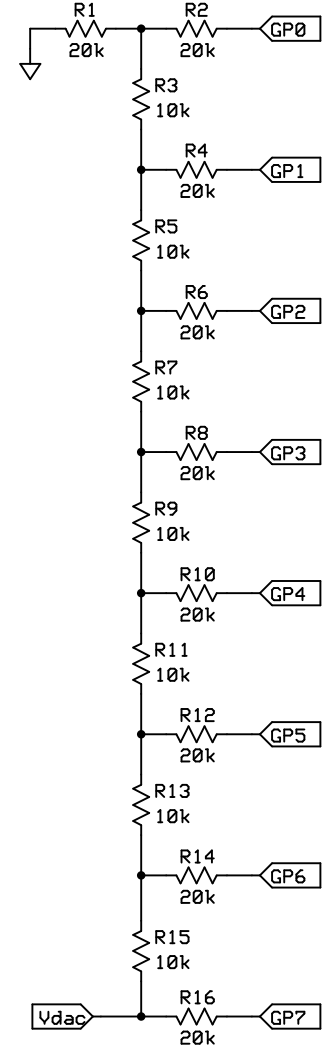 R1 R2 GP0
20k 20k
R3
10k
R4 GP1
20k
R5
10k
R6 GP2
20k
R7
10k
R8 GP3
20k
R9
10k
R10 GP4
20k
R11
10k
R12 GP5
20k
R13
10k
R14 GP6
20k
R15
10k
Vdac R16 GP7
20k